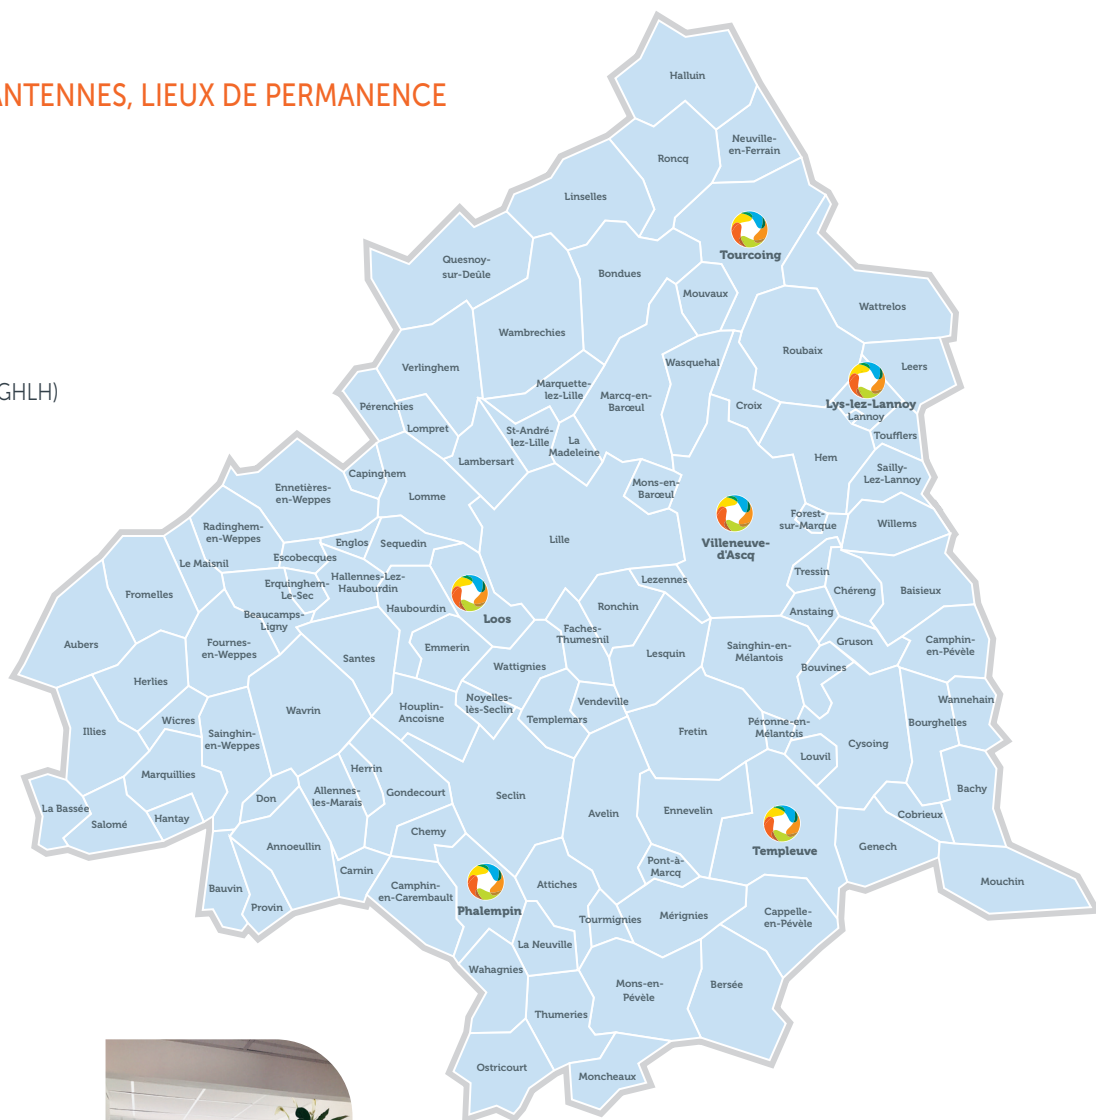 ANTENNES, LIEUX DE PERMANENCE
GHLH)
Halluin
Neuville-
en-Ferrain
Roncq
Linselles
Tourcoing
Quesnoy-
sur-Deûle
Bondues
Mouvaux
Wattrelos
Wambrechies
Roubaix
Wasquehal
Verlinghem
Leers
Marquette-
lez-Lille
Marcq-en-
Barœul
Lys-lez-Lannoy
Lannoy
Croix
Pérenchies
Lompret
St-André-
lez-Lille
La
Madeleine
Toufflers
Hem
Lambersart
Sailly-
Lez-Lannoy
Capinghem
Mons-en-
Barœul
Ennetières-
en-Weppes
Lomme
Forest-
sur-Marque
Willems
Radinghem-
en-Weppes
Lille
Villeneuve-
d'Ascq
Englos
Sequedin
Escobecques
Le Maisnil
Tressin
Hallennes-Lez-
Haubourdin
Lezennes
Erquinghem-
Le-Sec
Chéreng
Baisieux
Fromelles
Haubourdin
Ronchin
Anstaing
Beaucamps-
Ligny
Loos
Faches-
Thumesnil
Gruson
Camphin-
en-Pévèle
Aubers
Fournes-
en-Weppes
Emmerin
Sainghin-en-
Mélantois
Santes
Lesquin
Wattignies
Bouvines
Herlies
Noyelles-
lès-Seclin
Vendeville
Wannehain
Wavrin
Houplin-
Ancoisne
Templemars
Wicres
Péronne-en-
Mélantois
Bourghelles
Illies
Sainghin-
en-Weppes
Fretin
Cysoing
Louvil
Herrin
Marquillies
Allennes-
les-Marais
Gondecourt
Seclin
Bachy
Don
La Bassée
Ennevelin
Avelin
Cobrieux
Salomé
Hantay
Chemy
Annoeullin
Templeuve
Genech
Pont-à-
Marcq
Carnin
Mouchin
Bauvin
Camphin-
en-Carembault
Attiches
Provin
Phalempin
Tourmignies
Mérignies
Cappelle-
en-Pévèle
La Neuville
Wahagnies
Mons-en-
Pévèle
Bersée
Thumeries
Ostricourt
Moncheaux